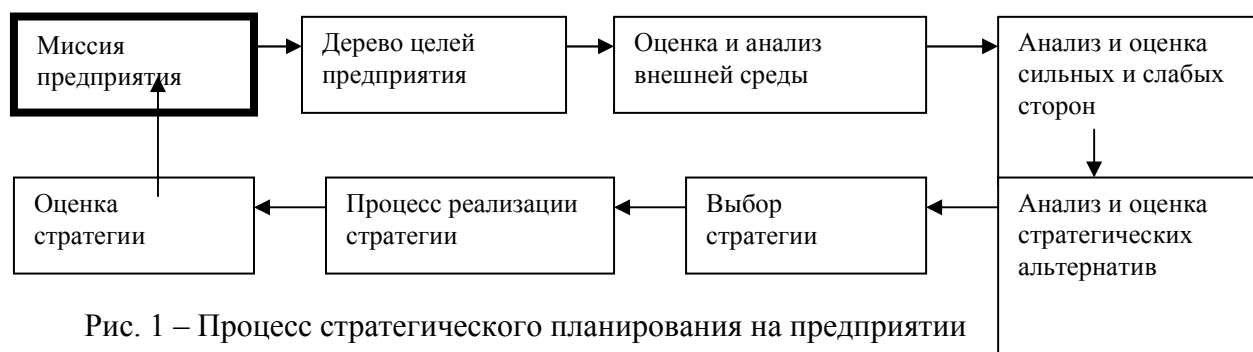 Миссия
предприятия
Дерево целей
предприятия
Оценка и анализ
внешней среды
Анализ и оценка
сильных и слабых
сторон
Анализ и оценка
стратегических
альтернатив
Выбор
стратегии
Процесс реализации
стратегии
Оценка
стратегии
Рис. 1 – Процесс стратегического планирования на предприятии